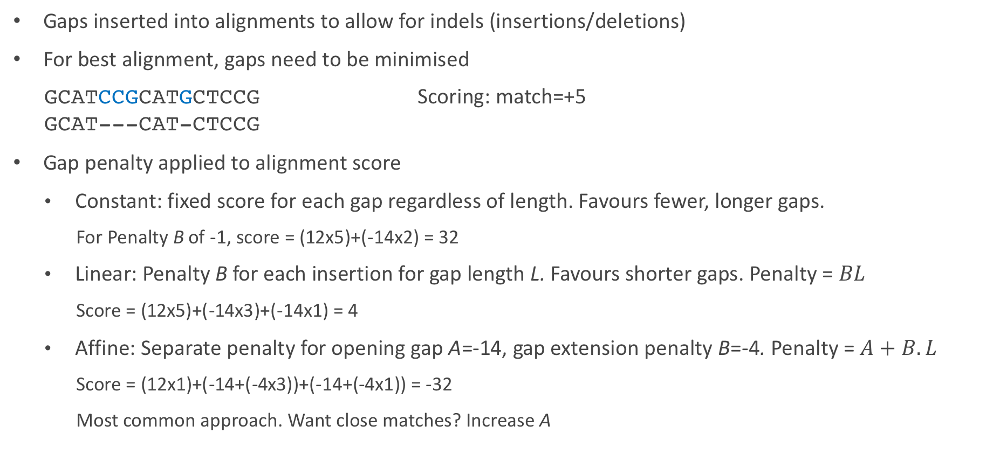 • Gaps inserted into alignments to allow for indels (insertions/deletions)
• For best alignment, gaps need to be minimised
GCATCCGCATGCTCCG Scoring: match=+5
GCAT---CAT-CTCCG
• Gap penalty applied to alignment score
• Constant: fixed score for each gap regardless of length. Favours fewer, longer gaps.
For Penalty B of -1, score = (12x5)+(-14x2) = 32
• Linear: Penalty B for each insertion for gap length L. Favours shorter gaps. Penalty = BL
Score = (12x5)+(-14x3)+(-14x1) = 4
• Affine: Separate penalty for opening gap A=-14, gap extension penalty B=-4. Penalty = A + B. L
Score = (12x1)+(-14+(-4x3))+(-14+(-4x1)) = -32
Most common approach. Want close matches? Increase A